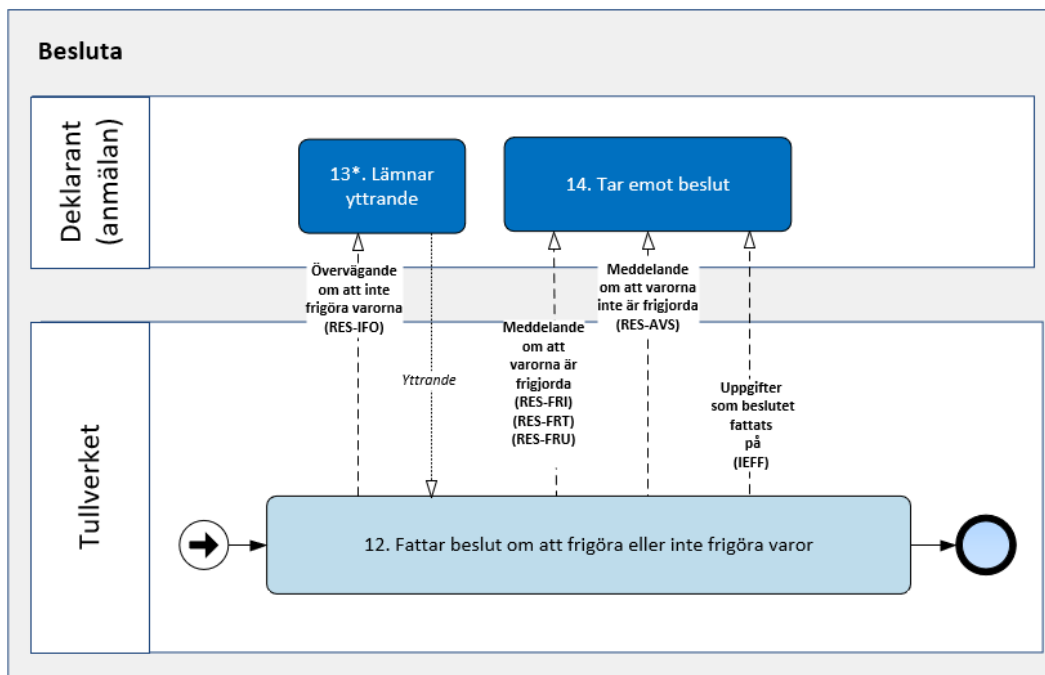 Besluta
Deklarant
(anmälan)
13*. Lämnar
yttrande
14. Tar emot beslut
Övervägande
om att inte
frigöra varorna
(RES-IFO)
Yttrande
Meddelande
om att
varorna är
frigjorda
(RES-FRI)
(RES-FRT)
(RES-FRU)
Meddelande
om att varorna
inte är frigjorda
(RES-AVS)
Uppgifter
som beslutet
fattats
på
(IEFF)
Tullverket
12. Fattar beslut om att frigöra eller inte frigöra varor